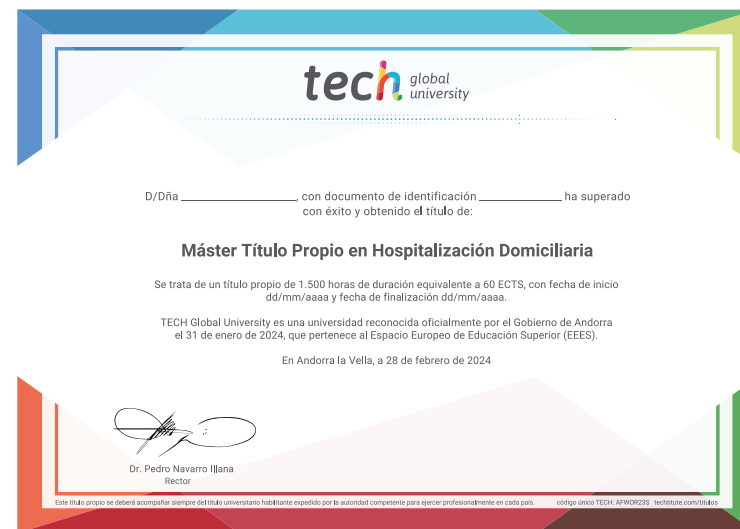 tech global university
D/Dña ____________, con documento de identificación ____________ ha superado
con éxito y obtenido el título de:
Máster Título Propio en Hospitalización Domiciliaria
Se trata de un título propio de 1.500 horas de duración equivalente a 60 ECTS, con fecha de inicio
dd/mm/aaaa y fecha de finalización dd/mm/aaaa.
TECH Global University es una universidad reconocida oficialmente por el Gobierno de Andorra
el 31 de enero de 2024, que pertenece al Espacio Europeo de Educación Superior (EEES).
En Andorra la Vella, a 28 de febrero de 2024
Dr. Pedro Navarro Illana
Rector
Este título propio se deberá acompañar siempre del título universitario habilitante expedido por la autoridad competente para ejercer profesionalmente en cada país. código único TECH: AFWOR23S techtitute.com/titulos